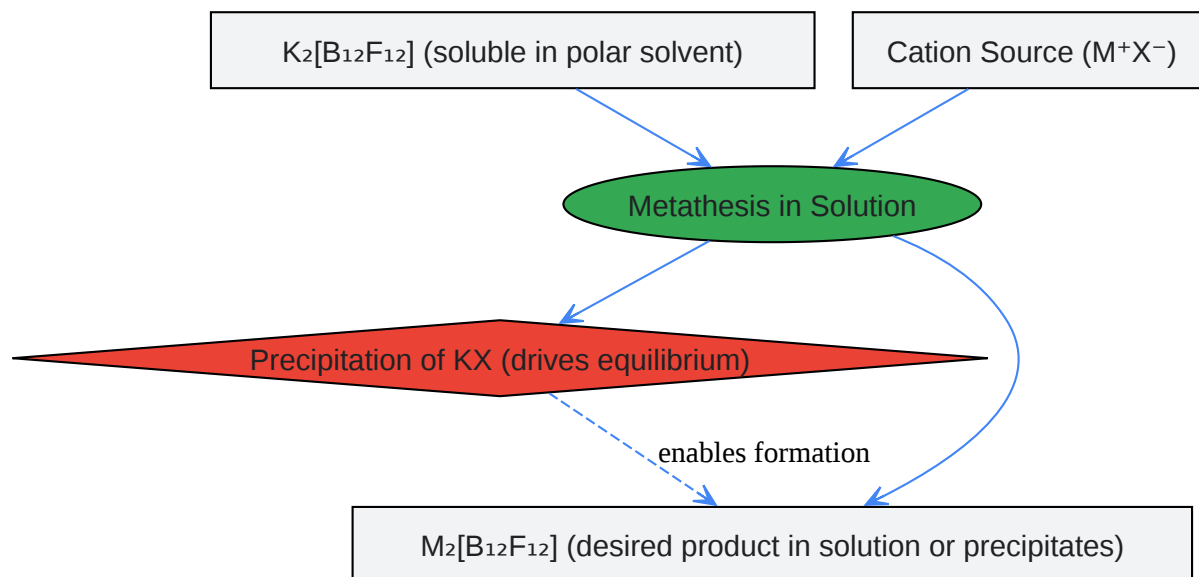 K₂[B₁₂F₁₂] (soluble in polar solvent)
Cation Source (M⁺X⁻)
Metathesis in Solution
Precipitation of KX (drives equilibrium)
enables formation
M₂[B₁₂F₁₂] (desired product in solution or precipitates)